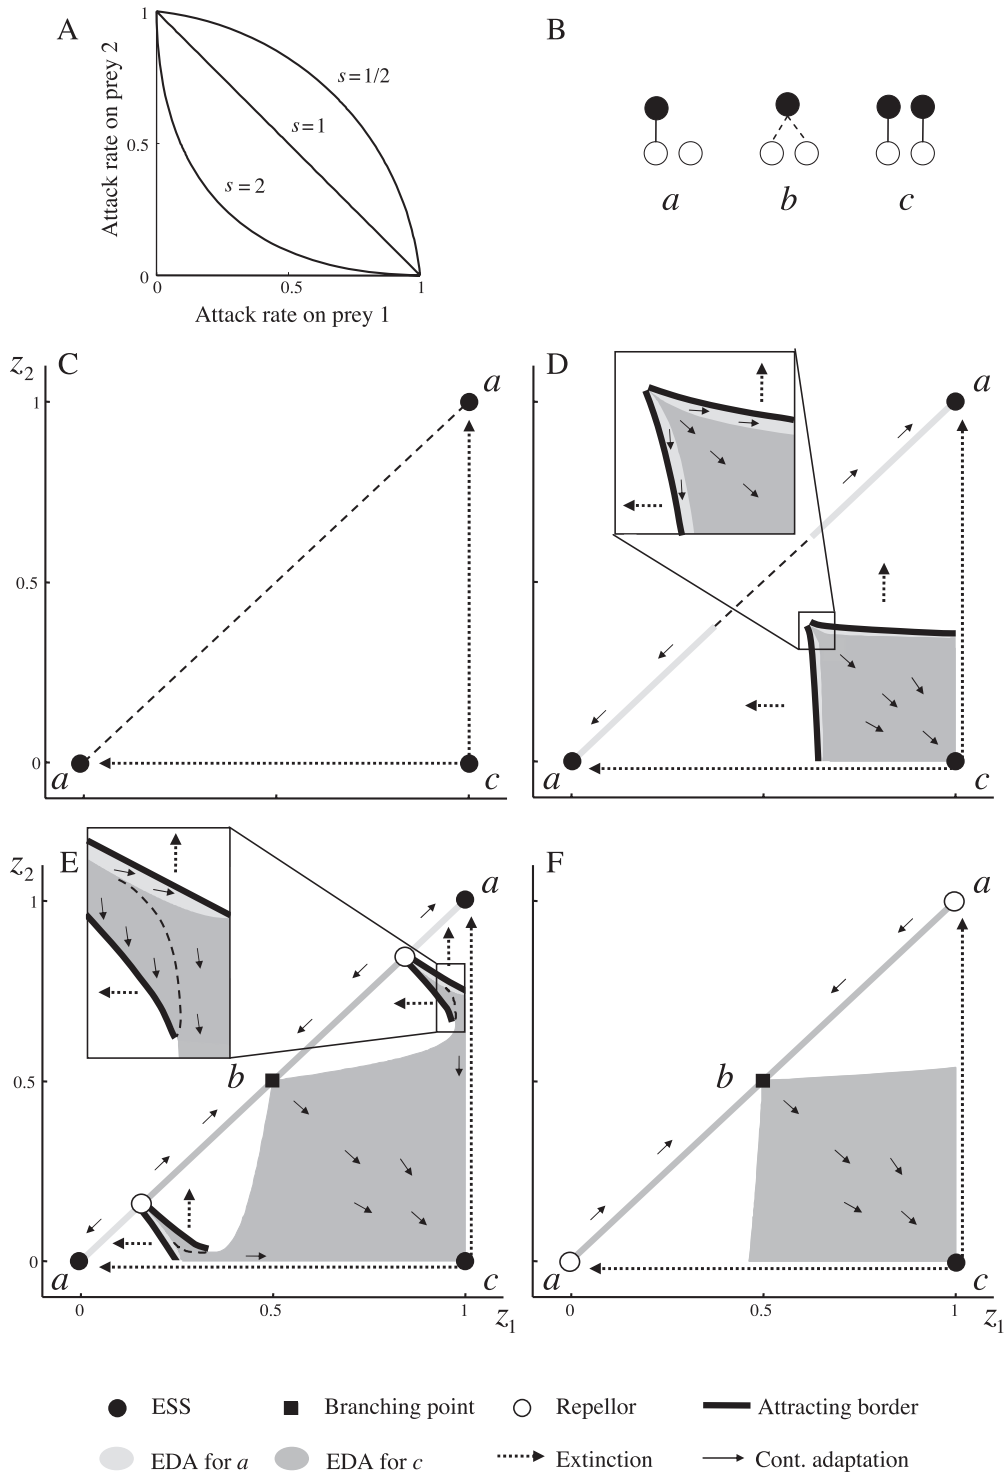 A
B
1
Attack rate on prey 2
s=1/2
s=1
0.5
s=2
a
b
c
0
0
0.5
1
Attack rate on prey 1
z2
C
D
a
a
1
0.5
0
a
c
a
c
z2
E
F
a
a
1
b
b
0.5
0
a
c
a
c
0
0.5
1
0
0.5
1
z1
z1
ESS
Branching point
Repellor
Attracting border
EDA for a
EDA for c
Extinction
Cont. adaptation